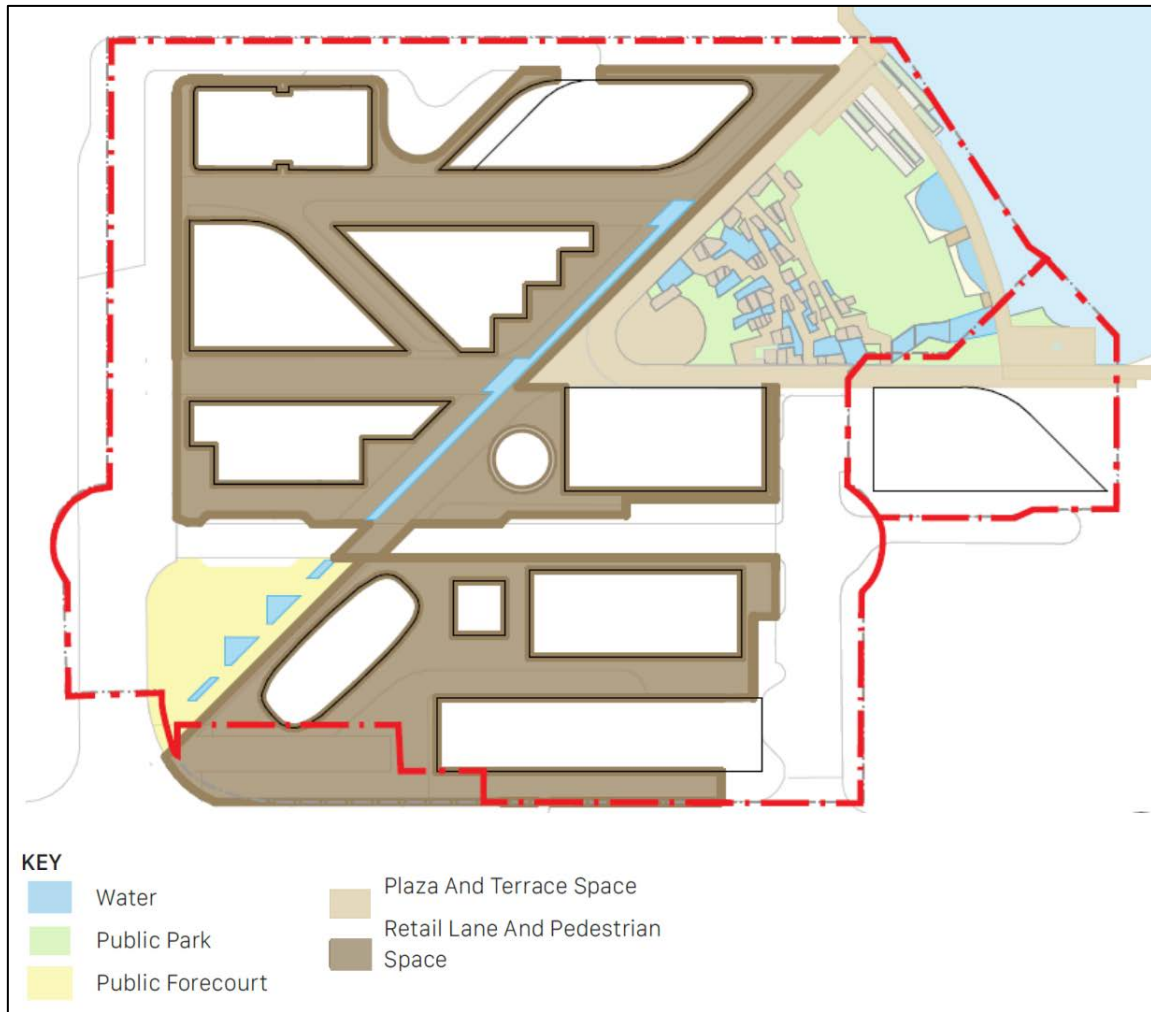 KEY
Water
Public Park
Public Forecourt
Plaza And Terrace Space
Retail Lane And Pedestrian
Space